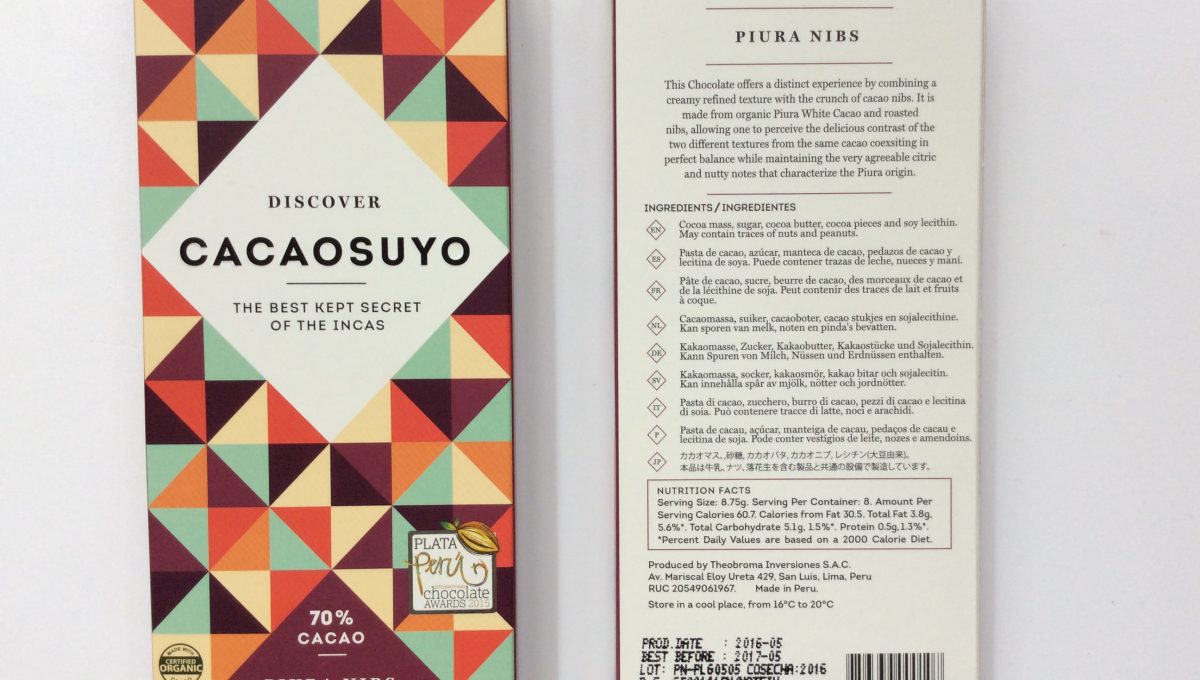 DISCOVER
CACAOSUYO
THE BEST KEPT SECRET
OF THE INCAS
PLATA
Perú
chocolate
AWARDS 2015
70%
CACAO
MADE WITH
CERTIFIED
ORGANIC
PIURA NIBS
PIURA NIBS
This Chocolate offers a distinct experience by combining a
creamy refined texture with the crunch of cacao nibs. It is
made from organic Piura White Cacao and roasted
nibs, allowing one to perceive the delicious contrast of the
two different textures from the same cacao coexsiting in
perfect balance while maintaining the very agreeable citric
and nutty notes that characterize the Piura origin.
INGREDIENTS / INGREDIENTES
EN Cocoa mass, sugar, cocoa butter, cocoa pieces and soy lecithin.
May contain traces of nuts and peanuts.
ES Pasta de cacao, azúcar, manteca de cacao, pedazos de cacao y
lecitina de soya. Puede contener trazas de leche, nueces y maní.
FR Pâte de cacao, sucre, beurre de cacao, des morceaux de cacao et
de la lécithine de soja. Peut contenir des traces de lait et fruits
à coque.
NL Cacaomassa, suiker, cacaoboter, cacao stukjes en sojalecithine.
Kan sporen van melk, noten en pinda's bevatten.
DE Kakaomasse, Zucker, Kakaobutter, Kakaostücke und Sojalecithin.
Kann Spuren von Milch, Nüssen und Erdnüssen enthalten.
SV Kakaomassa, socker, kakaosmör, kakao bitar och sojalecitin.
Kan innehålla spår av mjölk, nötter och jordnötter.
IT Pasta di cacao, zucchero, burro di cacao, pezzi di cacao e lecitina
di soia. Può contenere tracce di latte, noci e arachidi.
P Pasta de cacau, açúcar, manteiga de cacau, pedaços de cacau e
lecitina de soja. Pode conter vestígios de leite, nozes e amendoins.
JP カカオマス、砂糖, カカオバタ, カカオニブ, レシチン(大豆由来)。
本品は牛乳、ナツ、落花生を含む製品と共通の設備で製造しています。
NUTRITION FACTS
Serving Size: 8.75g. Serving Per Container: 8. Amount Per
Serving Calories 60.7. Calories from Fat 30.5. Total Fat 3.8g,
5.6%*. Total Carbohydrate 5.1g, 1.5%*. Protein 0.5g,1.3%*.
*Percent Daily Values are based on a 2000 Calorie Diet.
Produced by Theobroma Inversiones S.A.C.
Av. Mariscal Eloy Ureta 429, San Luis, Lima, Peru
RUC 20549061967. Made in Peru.
Store in a cool place, from 16°C to 20°C
PROD.DATE : 2016-05
BEST BEFORE : 2017-05
LOT: PN-PL60505 COSECHA:2016